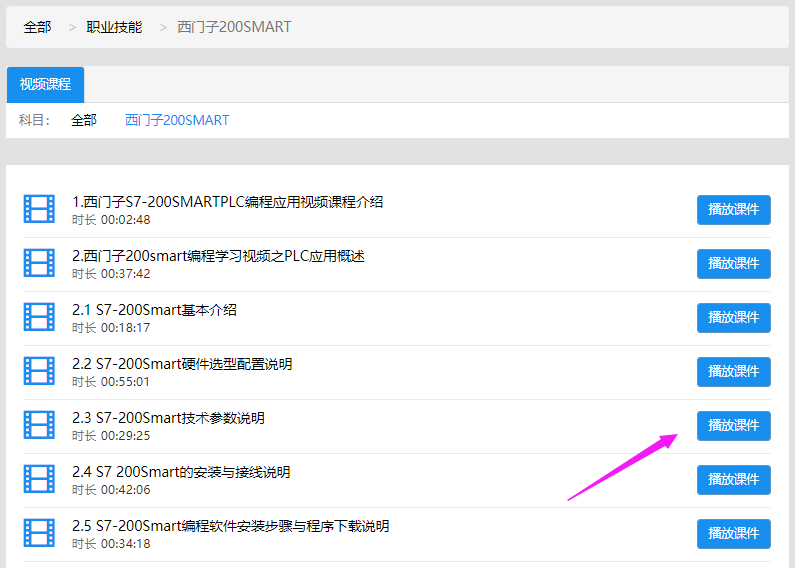 全部 > 职业技能 > 西门子200SMART
视频课程
科目： 全部 西门子200SMART
1.西门子S7-200SMARTPLC编程应用视频课程介绍
时长 00:02:48
播放课件
2.西门子200smart编程学习视频之PLC应用概述
时长 00:37:42
播放课件
2.1 S7-200Smart基本介绍
时长 00:18:17
播放课件
2.2 S7-200Smart硬件选型配置说明
时长 00:55:01
播放课件
2.3 S7-200Smart技术参数说明
时长 00:29:25
播放课件
2.4 S7 200Smart的安装与接线说明
时长 00:42:06
播放课件
2.5 S7-200Smart编程软件安装步骤与程序下载说明
时长 00:34:18
播放课件